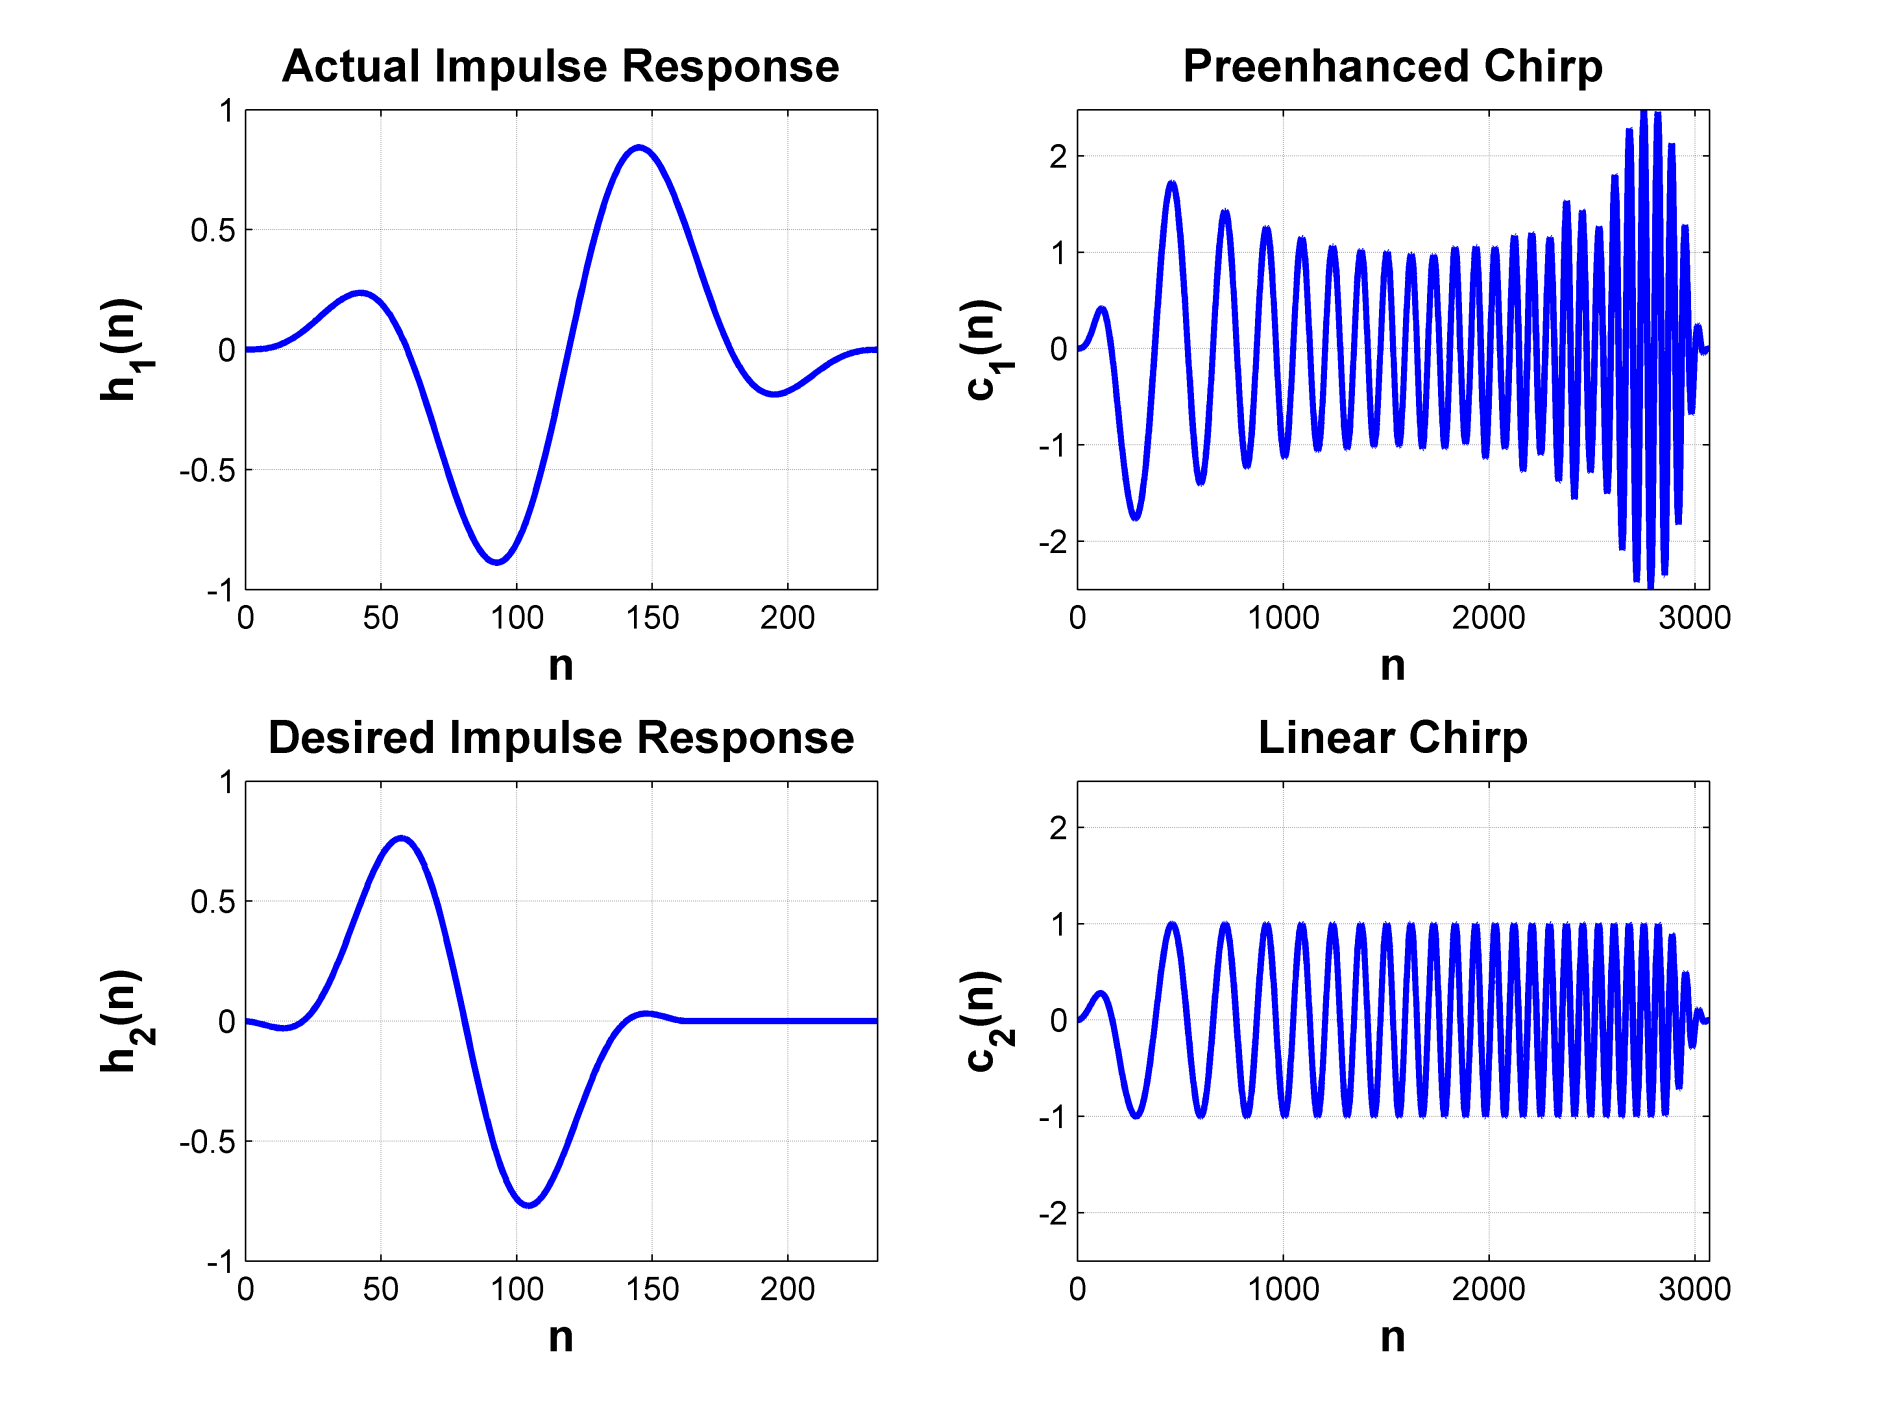 Actual Impulse Response
1
0.5
0
-0.5
-1
h1(n)
0 50 100 150 200
n
Preenhanced Chirp
2
1
0
-1
-2
c1(n)
0 1000 2000 3000
n
Desired Impulse Response
1
0.5
0
-0.5
-1
h2(n)
0 50 100 150 200
n
Linear Chirp
2
1
0
-1
-2
c2(n)
0 1000 2000 3000
n